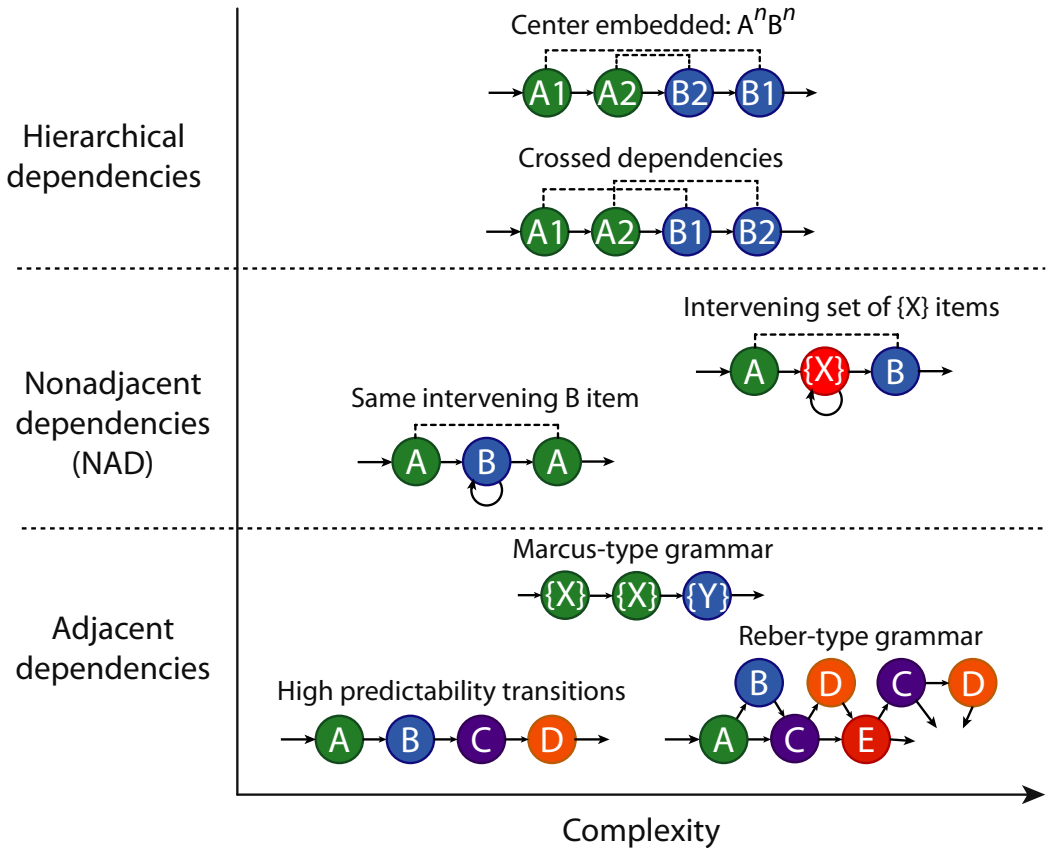 Center embedded: AⁿBⁿ
A1 A2 B2 B1
Hierarchical
dependencies
Crossed dependencies
A1 A2 B1 B2
Intervening set of {X} items
A {X} B
Nonadjacent
dependencies
(NAD)
Same intervening B item
A B A
Marcus-type grammar
{X} {X} {Y}
Adjacent
dependencies
Reber-type grammar
B D C D
A C E
High predictability transitions
A B C D
Complexity